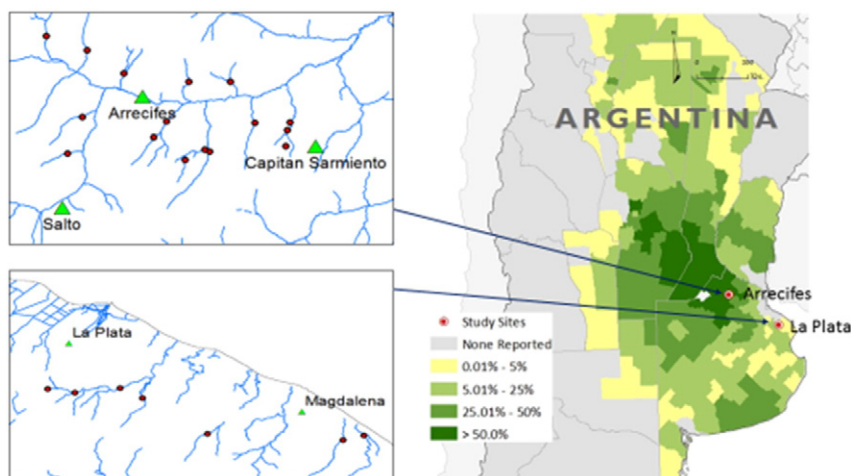 Arrecifes
Capitan Sarmiento
Salto
La Plata
Magdalena
N
ARGENTINA
Arrecifes
La Plata
Study Sites
None Reported
0.01% - 5%
5.01% - 25%
25.01% - 50%
> 50.0%